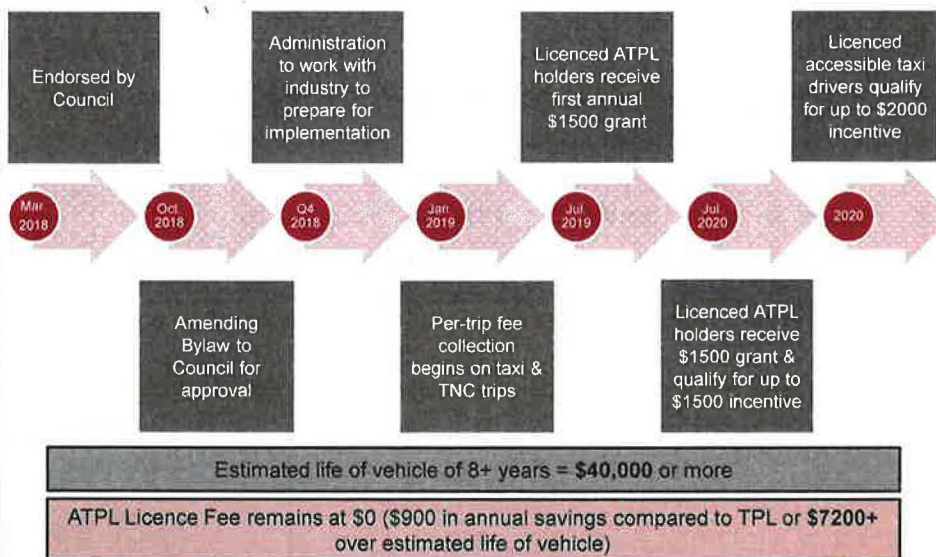 Endorsed by
Council
Administration
to work with
industry to
prepare for
implementation
Licenced ATPL
holders receive
first annual
$1500 grant
Licenced
accessible taxi
drivers qualify
for up to $2000
incentive
Mar
2018
Oct
2018
Q4
2018
Jan
2019
Jul
2019
Jul
2020
2020
Amending
Bylaw to
Council for
approval
Per-trip fee
collection
begins on taxi &
TNC trips
Licenced ATPL
holders receive
$1500 grant &
qualify for up to
$1500 incentive
Estimated life of vehicle of 8+ years = $40,000 or more
ATPL Licence Fee remains at $0 ($900 in annual savings compared to TPL or $7200+
over estimated life of vehicle)